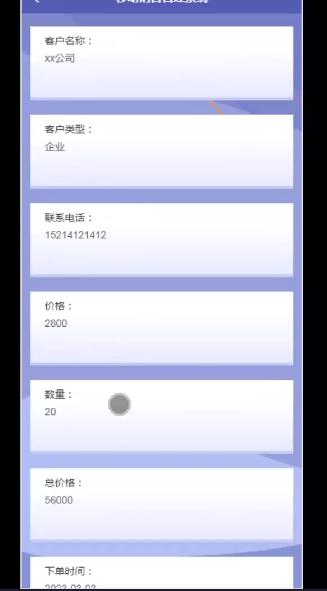 客户名称：
xx公司
客户类型：
企业
联系电话：
15214121412
价格：
2800
数量：
20
总价格：
56000
下单时间：